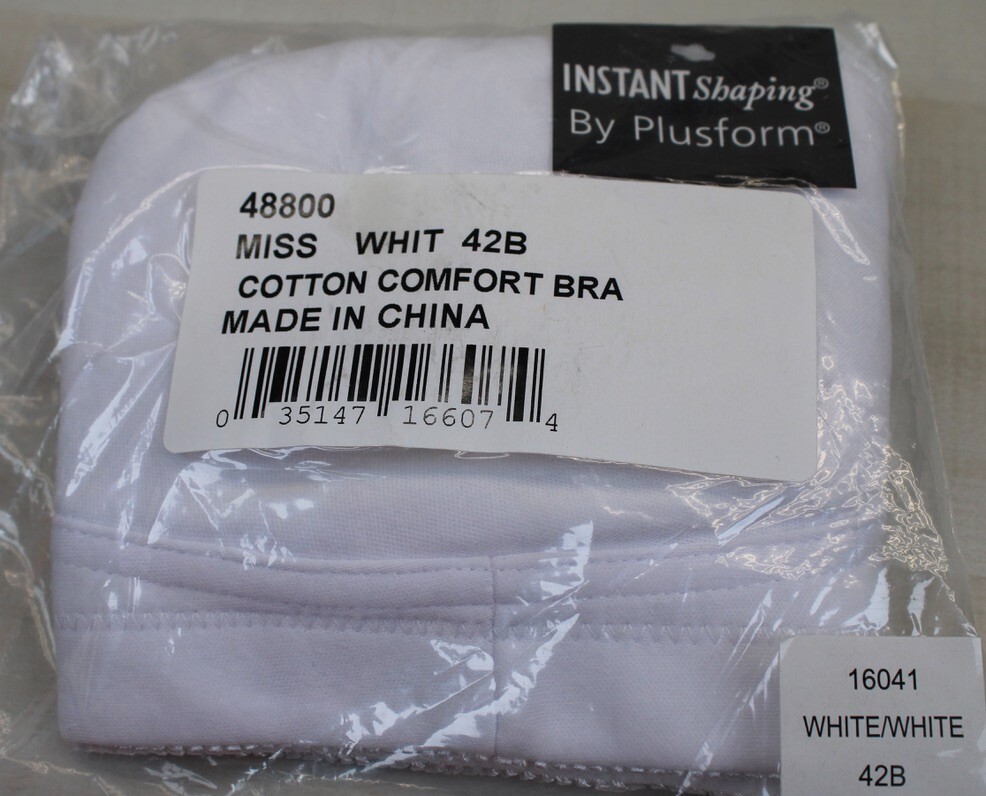 INSTANT Shaping®
By Plusform®
48800
MISS WHIT 42B
COTTON COMFORT BRA
MADE IN CHINA
0 35147 16607 4
16041
WHITE/WHITE
42B